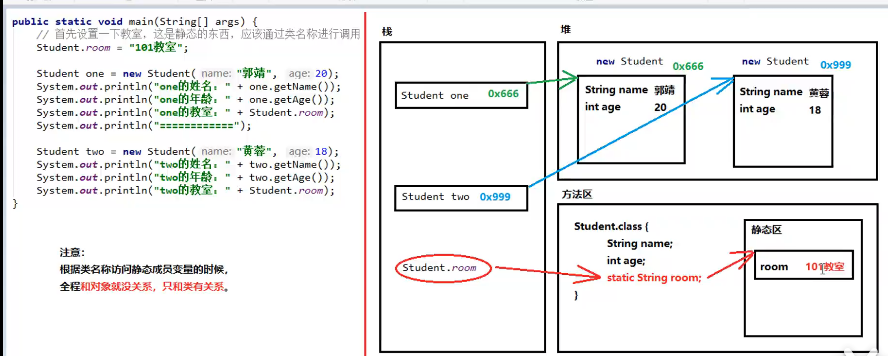 public static void main(String[] args) {
// 首先设置一下教室，这是静态的东西，应该通过类名称进行调用
Student.room = "101教室";
Student one = new Student( name: "郭靖", age: 20);
System.out.println("one的姓名：" + one.getName());
System.out.println("one的年龄：" + one.getAge());
System.out.println("one的教室：" + Student.room);
System.out.println("============");
Student two = new Student( name: "黄蓉", age: 18);
System.out.println("two的姓名：" + two.getName());
System.out.println("two的年龄：" + two.getAge());
System.out.println("two的教室：" + Student.room);
}
注意：
根据类名称访问静态成员变量的时候，
全程和对象就没关系，只和类有关系。
栈
Student one 0x666
Student two 0x999
Student.room
堆
new Student 0x666
String name 郭靖
int age 20
new Student 0x999
String name 黄蓉
int age 18
方法区
Student.class {
String name;
int age;
static String room;
}
静态区
room 101教室